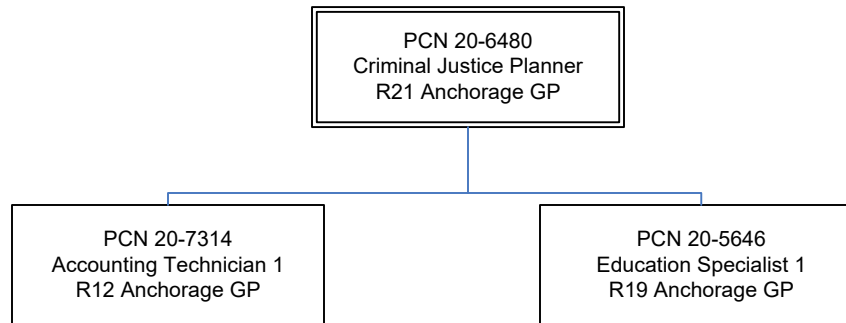 PCN 20-6480
Criminal Justice Planner
R21 Anchorage GP
PCN 20-7314
Accounting Technician 1
R12 Anchorage GP
PCN 20-5646
Education Specialist 1
R19 Anchorage GP